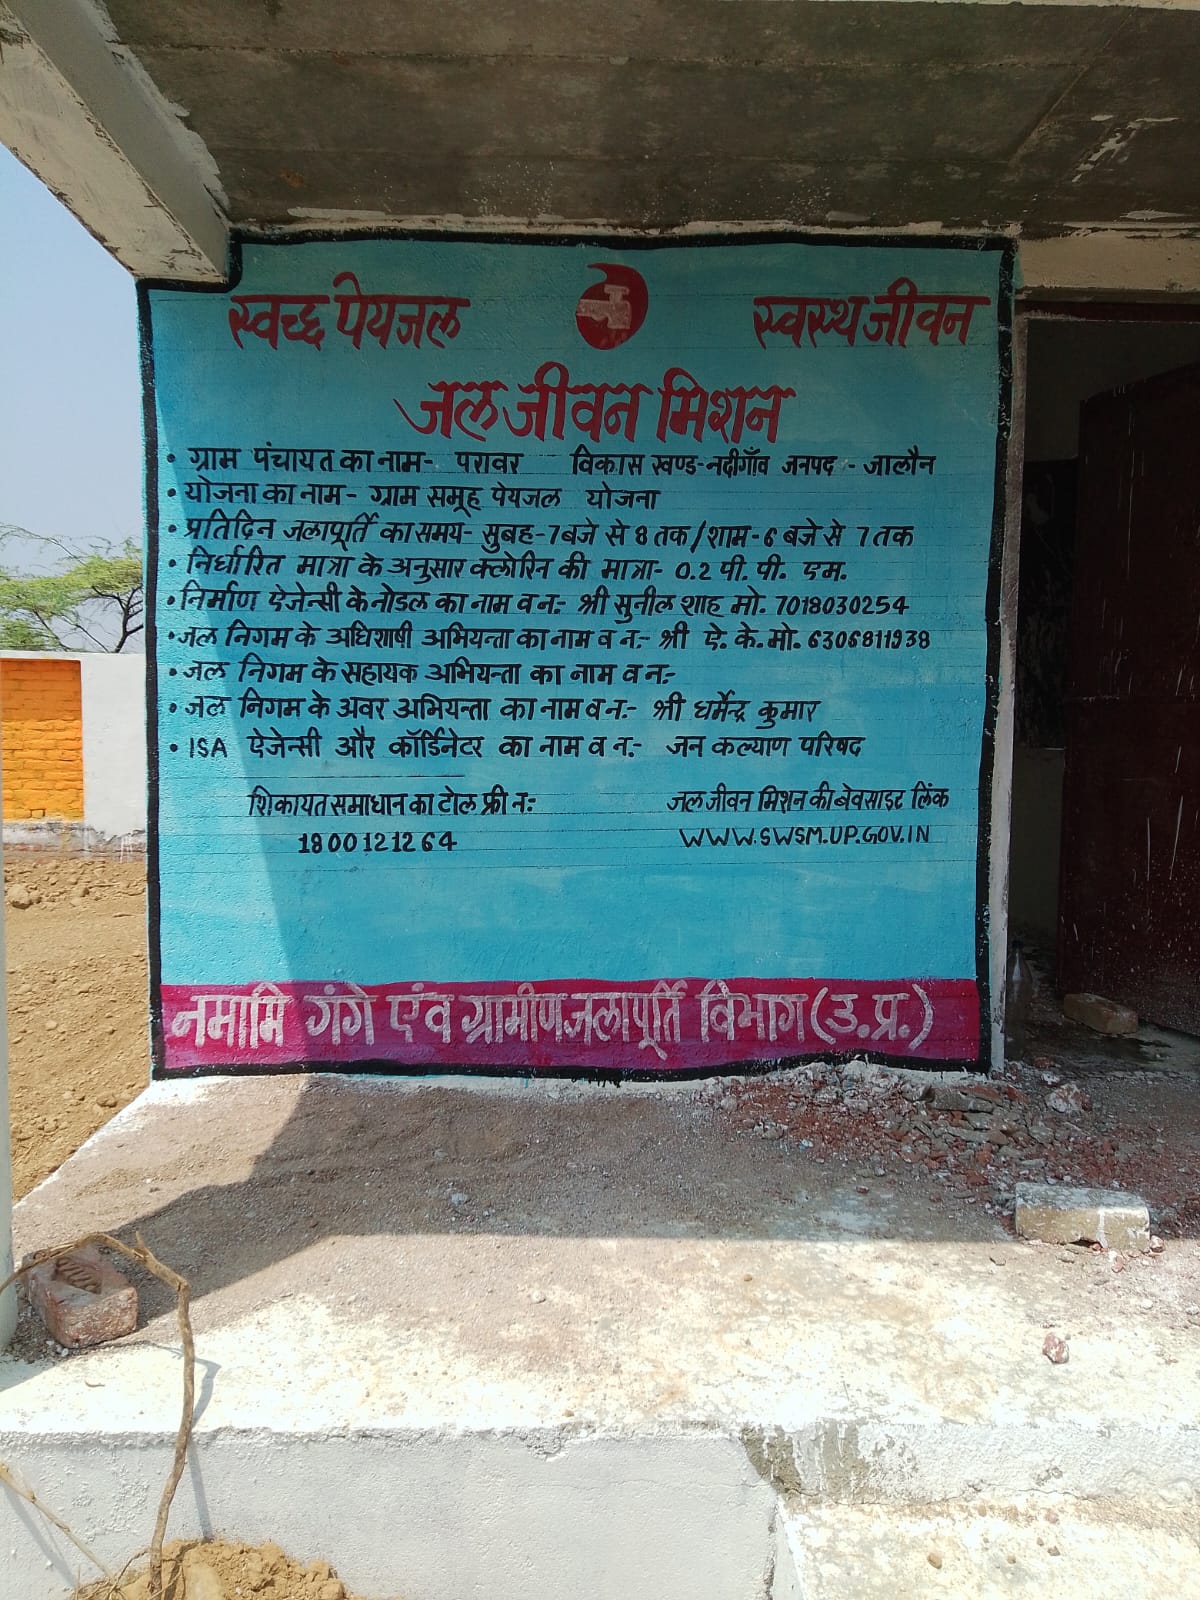 स्वच्छ पेयजल स्वस्थ जीवन
जल जीवन मिशन
• ग्राम पंचायत का नाम- परावर विकास खण्ड-नदीगाँव जनपद - जालौन
• योजना का नाम- ग्राम समूह पेयजल योजना
• प्रतिदिन जलापूर्ति का समय- सुबह-7 बजे से 8 तक/शाम-6 बजे से 7 तक
• निर्धारित मात्रा के अनुसार क्लोरिन की मात्रा- 0.2 पी. पी. एम.
• निर्माण ऐजेन्सी के नोडल का नाम व न:- श्री सुनील शाह मो. 7018030254
• जल निगम के अधिशाषी अभियन्ता का नाम व न:- श्री ऐ. के. मो. 6306811938
• जल निगम के सहायक अभियन्ता का नाम व न:-
• जल निगम के अवर अभियन्ता का नाम व न:- श्री धर्मेन्द्र कुमार
• ISA ऐजेन्सी और कॉर्डिनेटर का नाम व न:- जन कल्याण परिषद
शिकायत समाधान का टोल फ्री न: जल जीवन मिशन की बेवसाइट लिंक
1800121264 WWW.SWSM.UP.GOV.IN
नमामि गंगे एंव ग्रामीण जलापूर्ति विभाग (उ.प्र.)